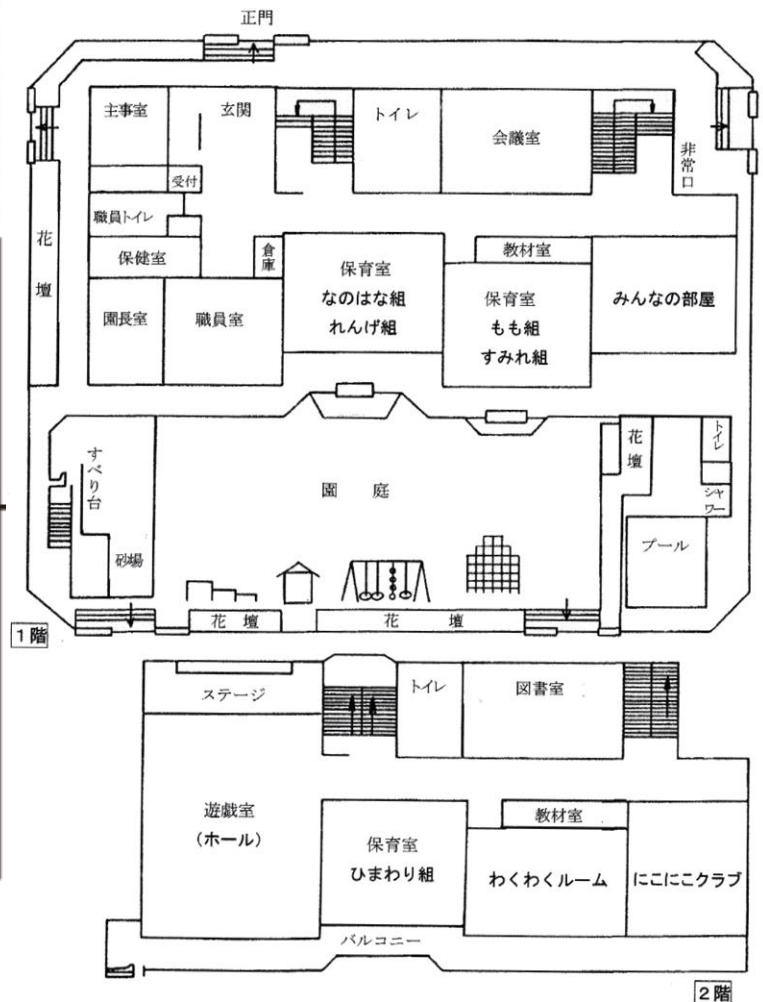 正門
主事室
玄関
トイレ
会議室
非常口
受付
職員トイレ
花壇
保健室
倉庫
保育室
なのはな組
れんげ組
教材室
保育室
もも組
すみれ組
みんなの部屋
園長室
職員室
すべり台
砂場
園庭
花壇
トイレ
シャワー
プール
花壇
花壇
1階
ステージ
トイレ
図書室
遊戯室
(ホール)
保育室
ひまわり組
教材室
わくわくルーム
にこにこクラブ
バルコニー
2階